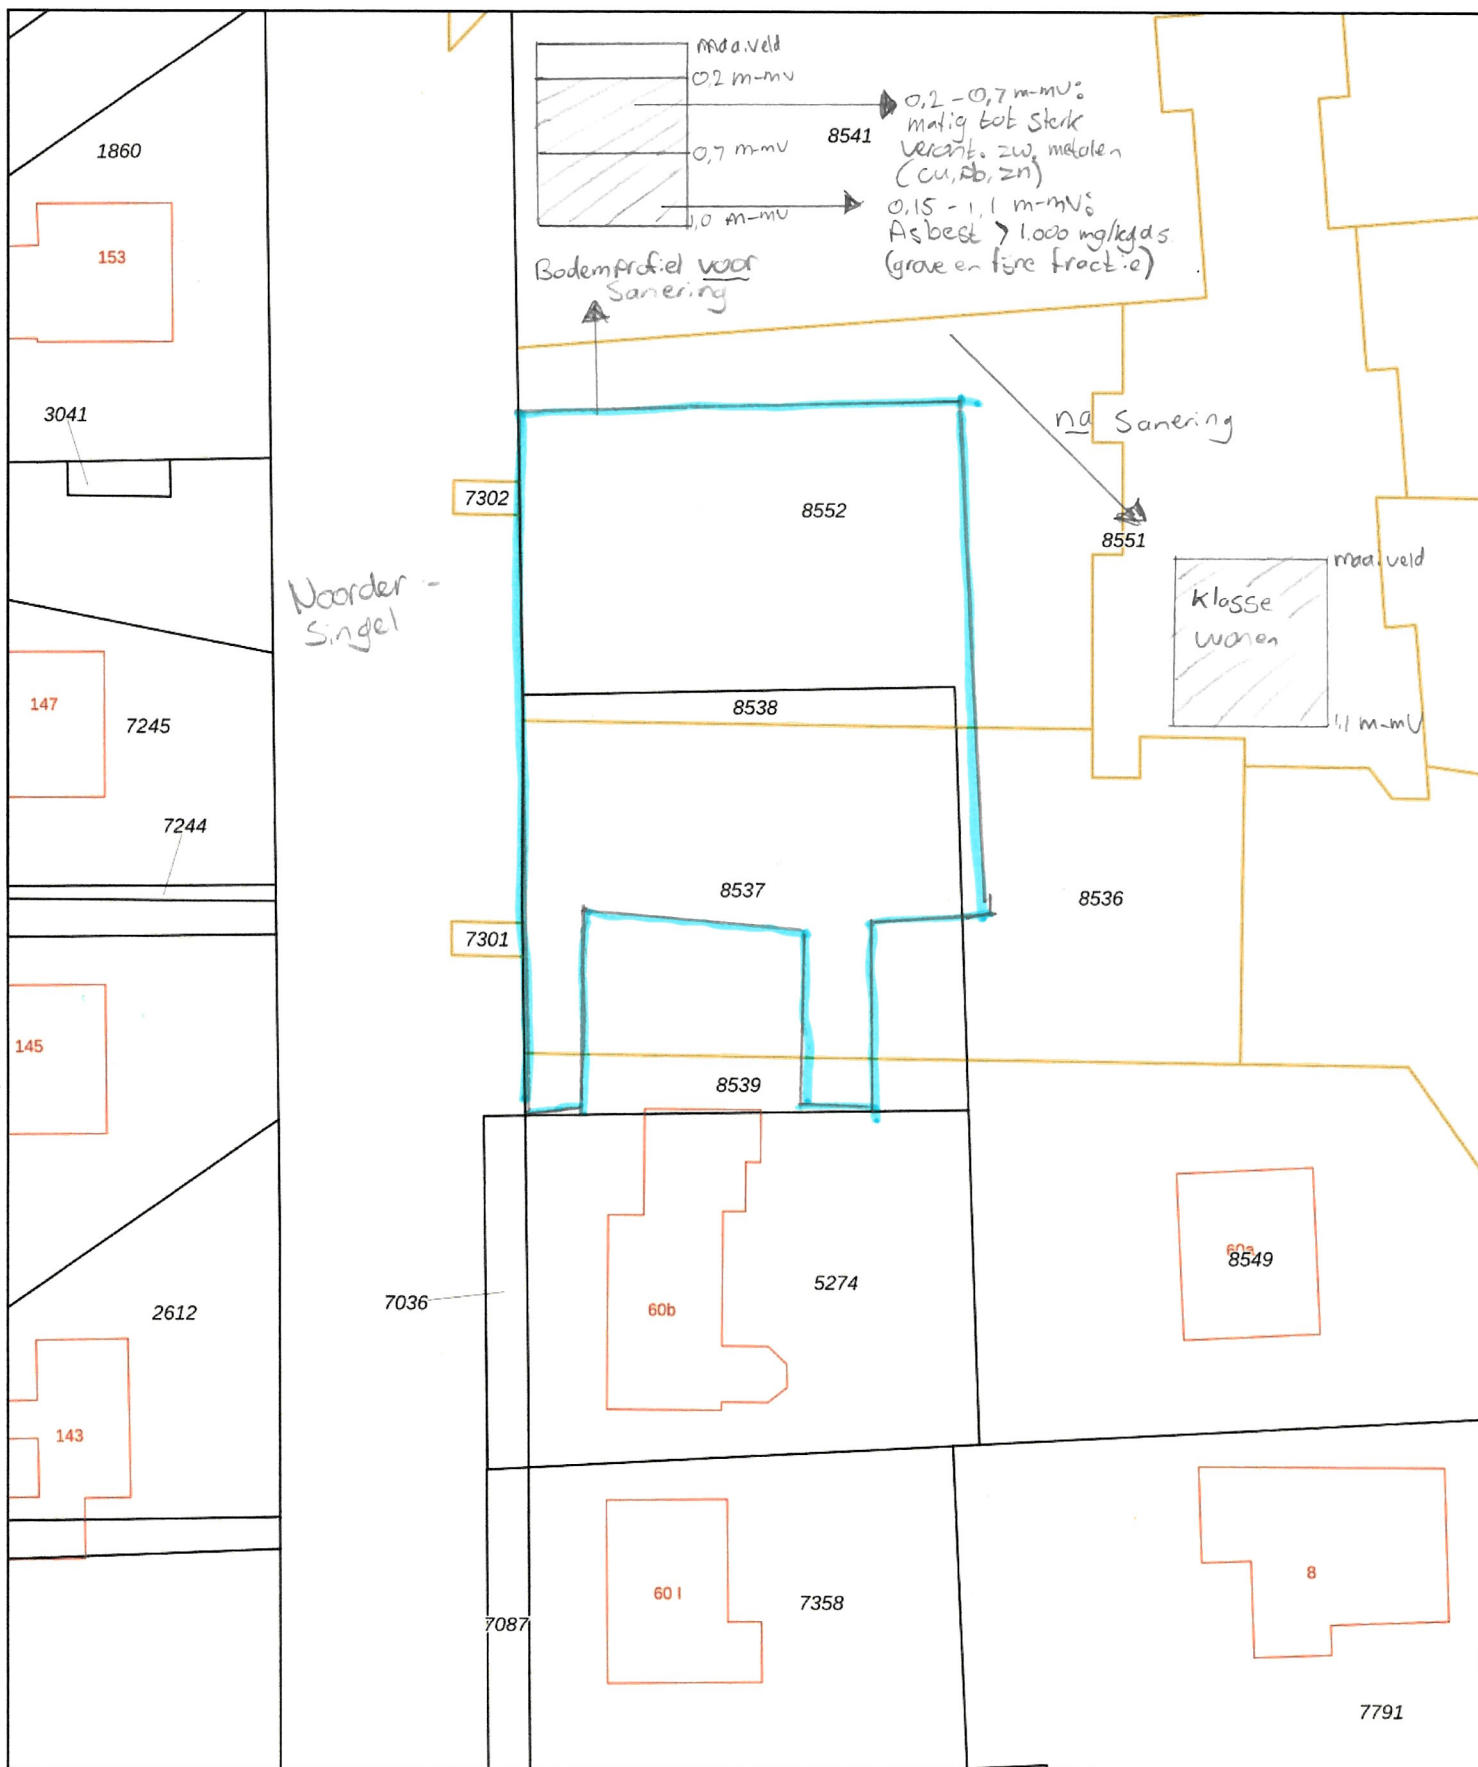 maaiveld
0,2 m-mv
0,2 - 0,7 m-mv:
8541
matig tot sterk
0,7 m-mv
veront. zw. metalen
(cu, Pb, zn)
1,0 m-mv
0,15 - 1,1 m-mv:
Asbest > 1.000 mg/kgds
(grove en fijne fractie)
Bodemprofiel voor
Sanering
1860
153
3041
na Sanering
7302
8552
8551
maaiveld
Klasse
wonen
1,1 m-mv
Noorder-
Singel
147
7245
8538
7244
8537
8536
7301
145
8539
60a
8549
5274
7036
60b
2612
143
60 I
7358
8
7087
7791